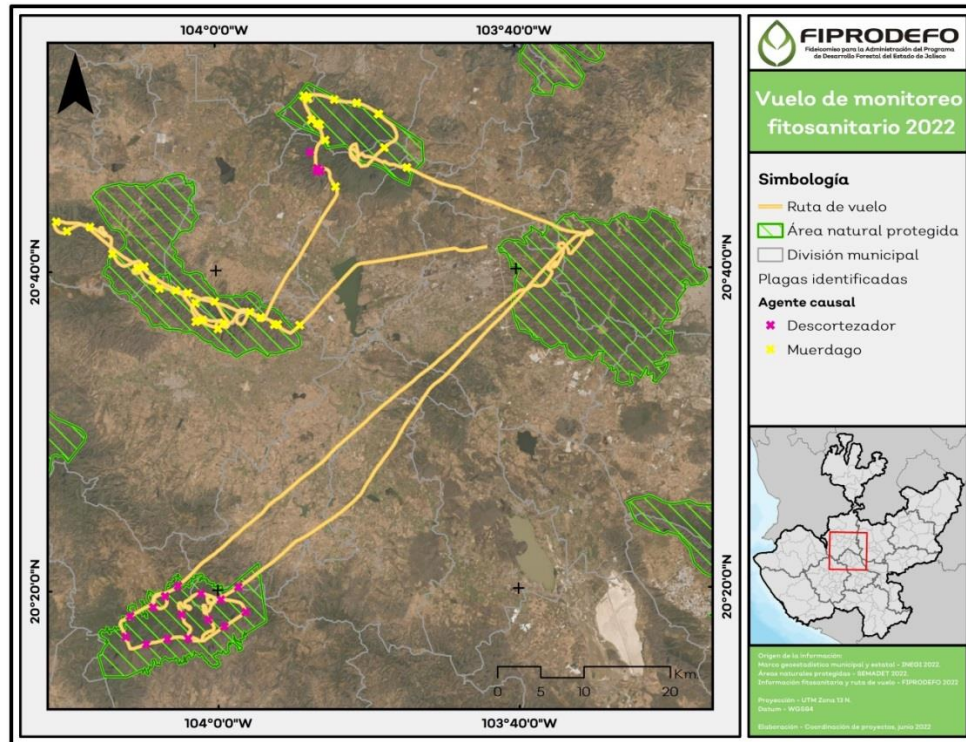 104°0'0"W
103°40'0"W
20°40'0"N
20°40'0"N
20°20'0"N
20°20'0"N
104°0'0"W
103°40'0"W
0 5 10 20
Km
FIPRODEFO
Fideicomiso para la Administración del Programa
de Desarrollo Forestal del Estado de Jalisco
Vuelo de monitoreo
fitosanitario 2022
Simbología
Ruta de vuelo
Área natural protegida
División municipal
Plagas identificadas
Agente causal
Descortezador
Muerdago
Origen de la Información:
Marco geoestadístico municipal y estatal - INEGI 2022.
Áreas naturales protegidas - SEMADET 2022.
Información fitosanitario y ruta de vuelo - FIPRODEFO 2022
Proyección - UTM Zona 13 N.
Datum - WGS84
Elaboración - Coordinación de proyectos, junio 2022